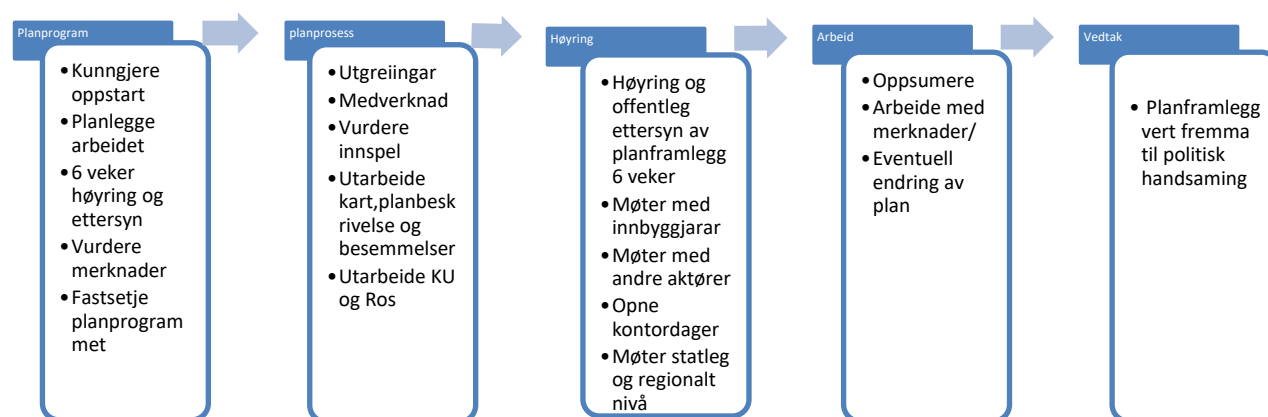 Planprogram
• Kunngjere
oppstart
• Planlegge
arbeidet
• 6 veker
høyring og
ettersyn
• Vurdere
merknader
• Fastsetje
planprogram
met
planprosess
• Utgreiingar
• Medverknad
• Vurdere
innspel
• Utarbeide
kart,planbesk
rivelse og
besemmelser
• Utarbeide KU
og Ros
Høyring
• Høyring og
offentleg
ettersyn av
planframlegg
6 veker
• Møter med
innbyggjarar
• Møter med
andre aktører
• Opne
kontordager
• Møter statleg
og regionalt
nivå
Arbeid
• Oppsumere
• Arbeide med
merknader/
• Eventuell
endring av
plan
Vedtak
• Planframlegg
vert fremma
til politisk
handsaming